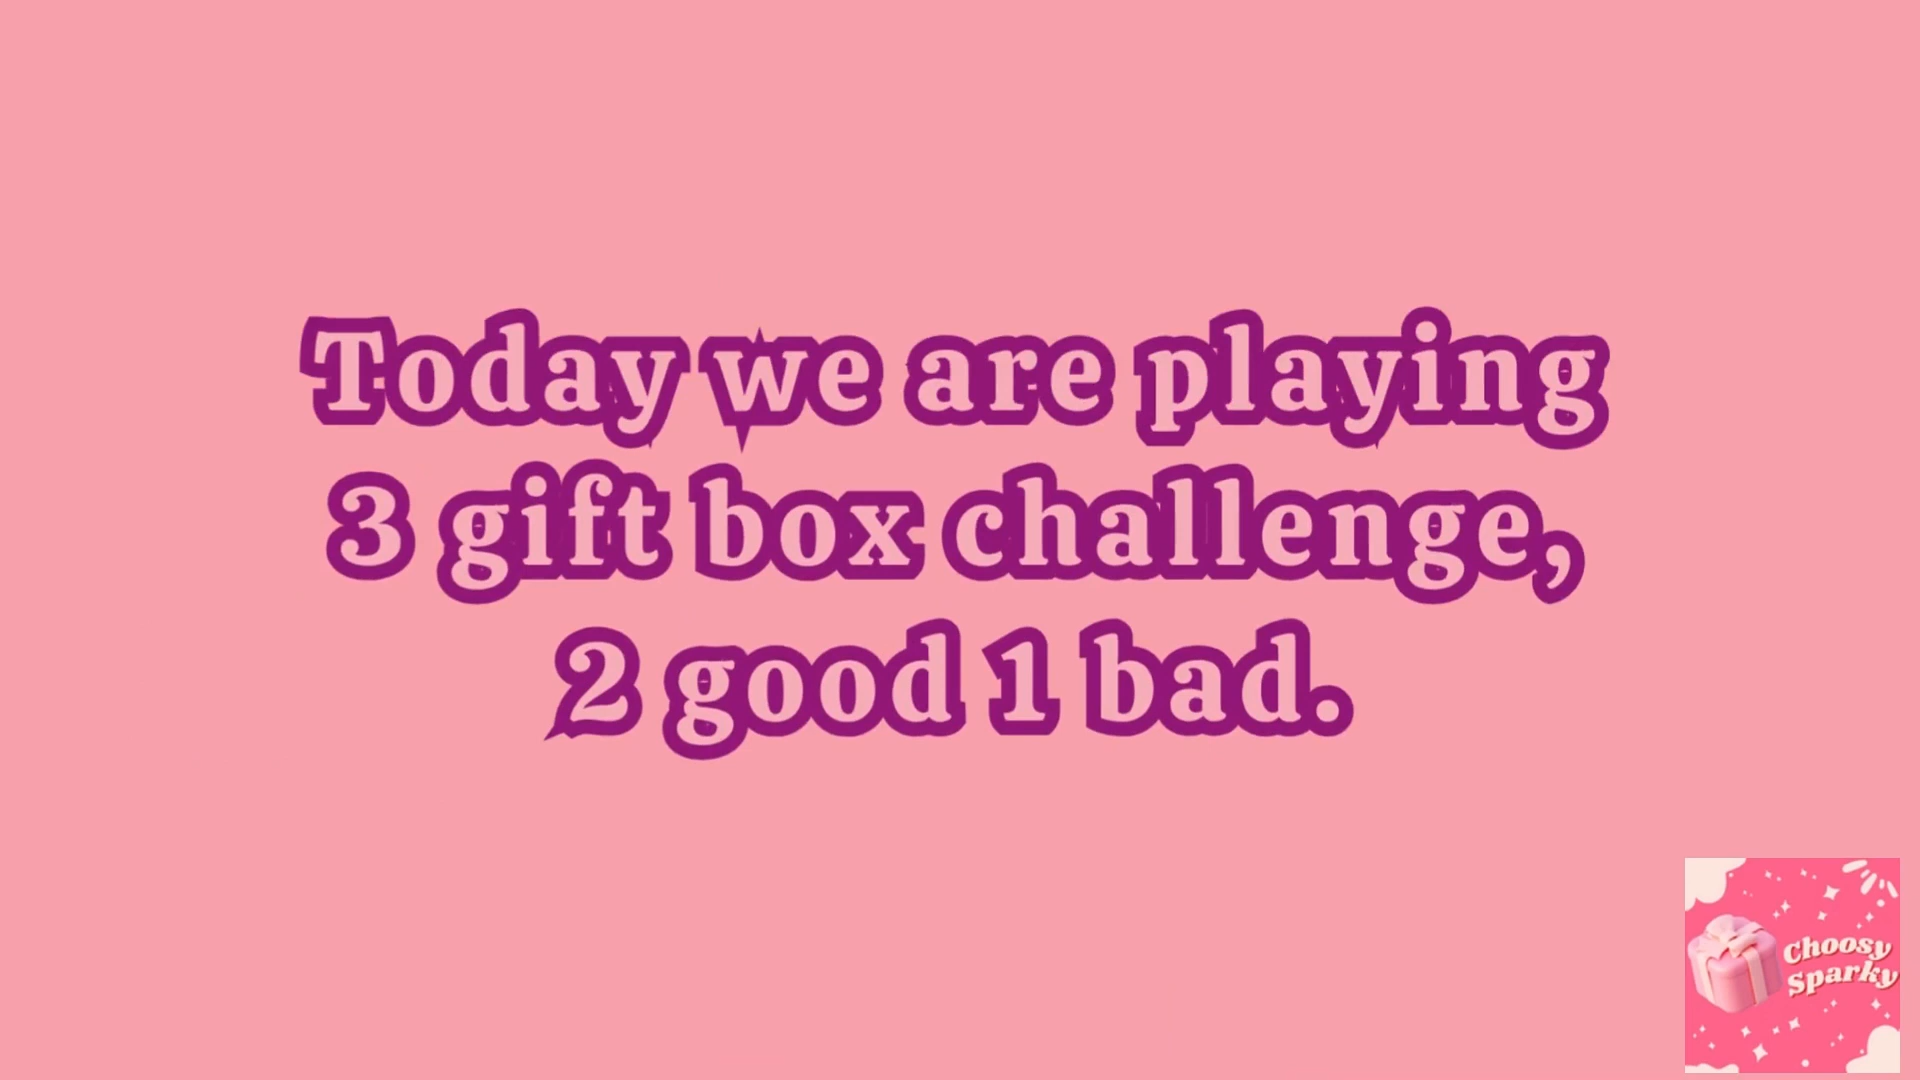 Today we are playing
3 gift box challenge,
2 good 1 bad.
Choosy
Sparky